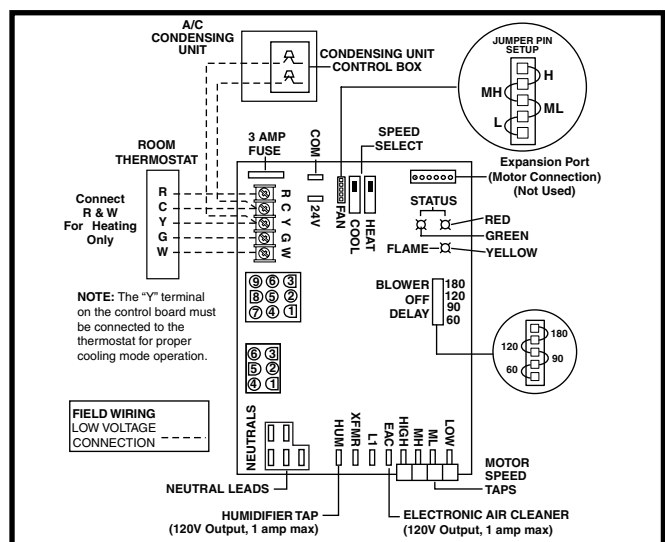 A/C
CONDENSING
UNIT
CONDENSING UNIT
CONTROL BOX
JUMPER PIN
SETUP
H
MH
ML
L
ROOM
THERMOSTAT
3 AMP
FUSE
COM
SPEED
SELECT
Expansion Port
(Motor Connection)
(Not Used)
R
C
Y
G
W
Connect
R & W
For Heating
Only
R
C
Y
G
W
24V
FAN
COOL
HEAT
STATUS
RED
GREEN
FLAME
YELLOW
NOTE: The “Y” terminal
on the control board must
be connected to the
thermostat for proper
cooling mode operation.
9 6 3
8 5 2
7 4 1
BLOWER
OFF
DELAY
180
120
90
60
180
120
90
60
6 3
5 2
4 1
FIELD WIRING
LOW VOLTAGE
CONNECTION
NEUTRALS
HUM
XFMR
L1
EAC
HIGH
MH
ML
LOW
NEUTRAL LEADS
MOTOR
SPEED
TAPS
HUMIDIFIER TAP
(120V Output, 1 amp max)
ELECTRONIC AIR CLEANER
(120V Output, 1 amp max)